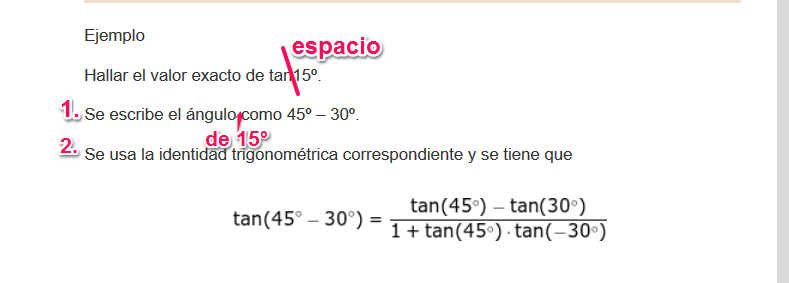 Ejemplo
espacio
Hallar el valor exacto de tan15º.
1. Se escribe el ángulo como 45º – 30º.
de 15º
2. Se usa la identidad trigonométrica correspondiente y se tiene que
tan(45° – 30°) = tan(45°) – tan(30°) / 1 + tan(45°) · tan(–30°)